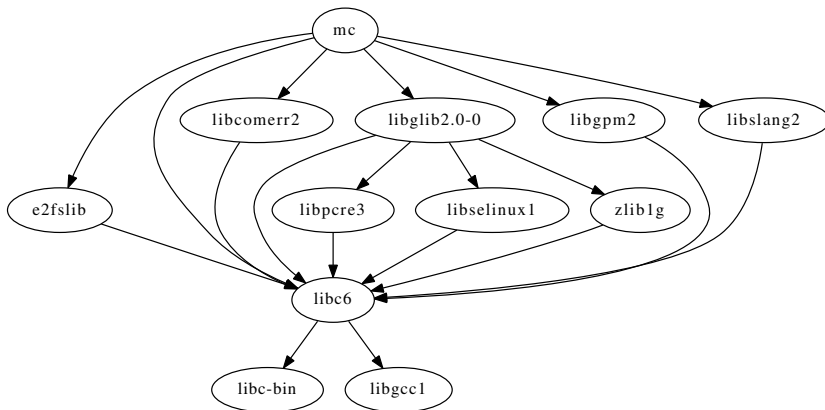 mc
libcomerr2
libglib2.0-0
libgpm2
libslang2
e2fslib
libpcre3
libselinux1
zlib1g
libc6
libc-bin
libgcc1